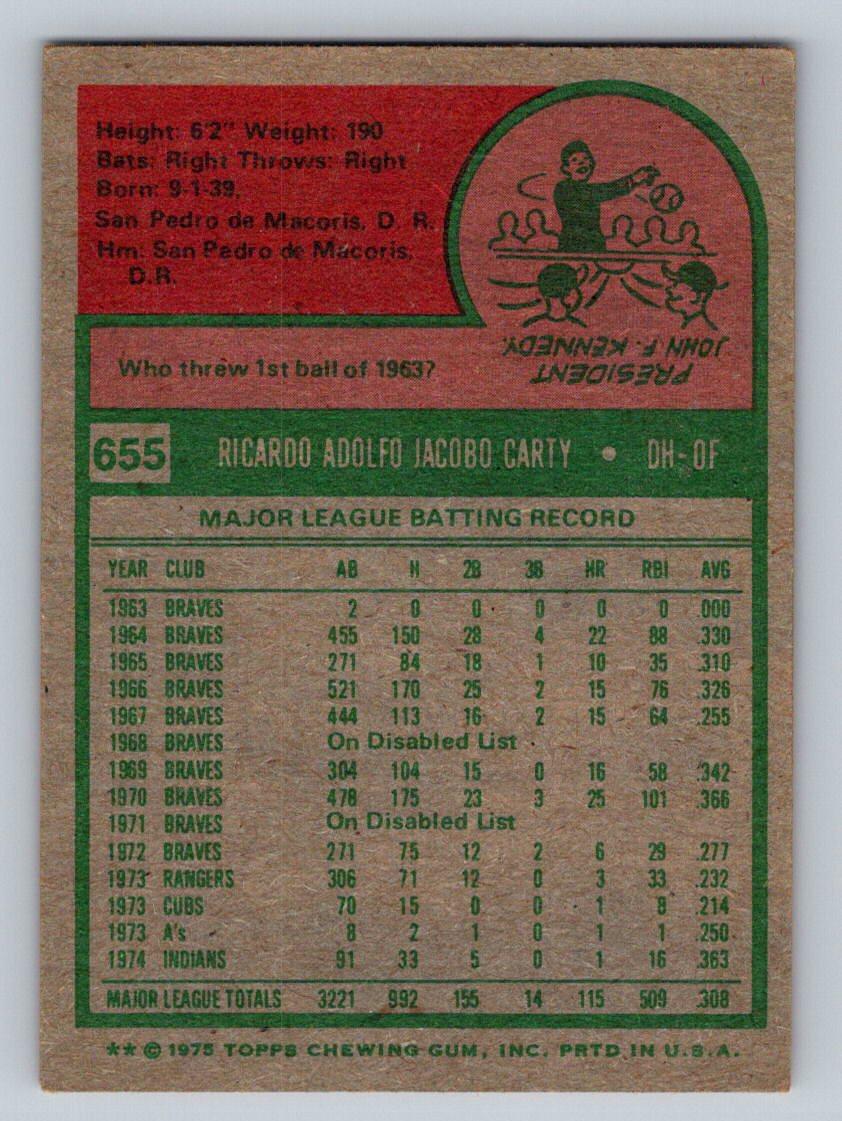 Height: 6'2" Weight: 190
Bats: Right Throws: Right
Born: 9-1-39,
San Pedro de Macoris, D. R.
Hm: San Pedro de Macoris,
D.R.
Who threw 1st ball of 1963?
PRESIDENT
JOHN F. KENNEDY.
655 RICARDO ADOLFO JACOBO CARTY • DH-OF
MAJOR LEAGUE BATTING RECORD
YEAR CLUB AB H 2B 3B HR RBI AVG
1963 BRAVES 2 0 0 0 0 0 .000
1964 BRAVES 455 150 28 4 22 88 .330
1965 BRAVES 271 84 18 1 10 35 .310
1966 BRAVES 521 170 25 2 15 76 .326
1967 BRAVES 444 113 16 2 15 64 .255
1968 BRAVES On Disabled List
1969 BRAVES 304 104 15 0 16 58 .342
1970 BRAVES 478 175 23 3 25 101 .366
1971 BRAVES On Disabled List
1972 BRAVES 271 75 12 2 6 29 .277
1973 RANGERS 306 71 12 0 3 33 .232
1973 CUBS 70 15 0 0 1 8 .214
1973 A's 8 2 1 0 1 1 .250
1974 INDIANS 91 33 5 0 1 16 .363
MAJOR LEAGUE TOTALS 3221 992 155 14 115 509 .308
** © 1975 TOPPS CHEWING GUM, INC. PRTD IN U.S.A.